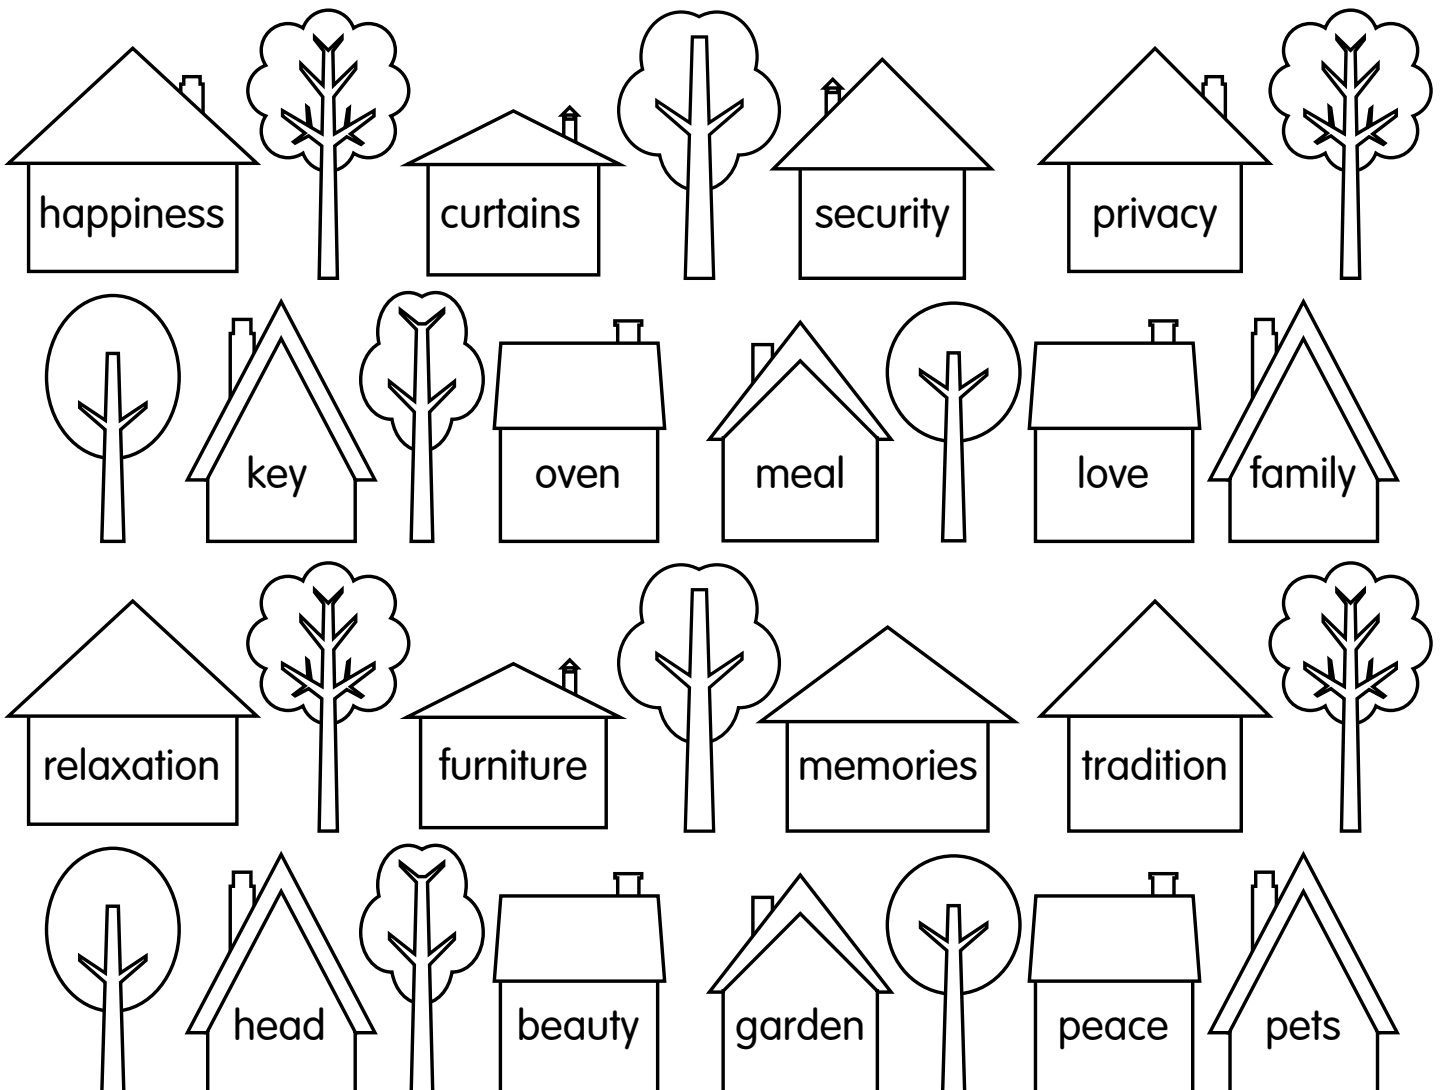 happiness curtains security privacy
key oven meal love family
relaxation furniture memories tradition
head beauty garden peace pets